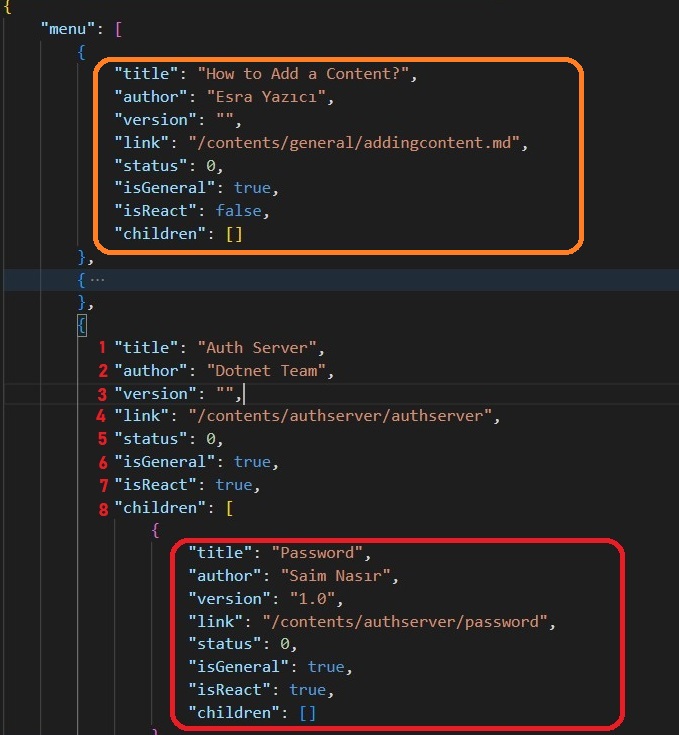 {
"menu": [
{
"title": "How to Add a Content?",
"author": "Esra Yazıcı",
"version": "",
"link": "/contents/general/addingcontent.md",
"status": 0,
"isGeneral": true,
"isReact": false,
"children": []
},
{ ···
},
{
1 "title": "Auth Server",
2 "author": "Dotnet Team",
3 "version": "",
4 "link": "/contents/authserver/authserver",
5 "status": 0,
6 "isGeneral": true,
7 "isReact": true,
8 "children": [
{
"title": "Password",
"author": "Saim Nasır",
"version": "1.0",
"link": "/contents/authserver/password",
"status": 0,
"isGeneral": true,
"isReact": true,
"children": []
}